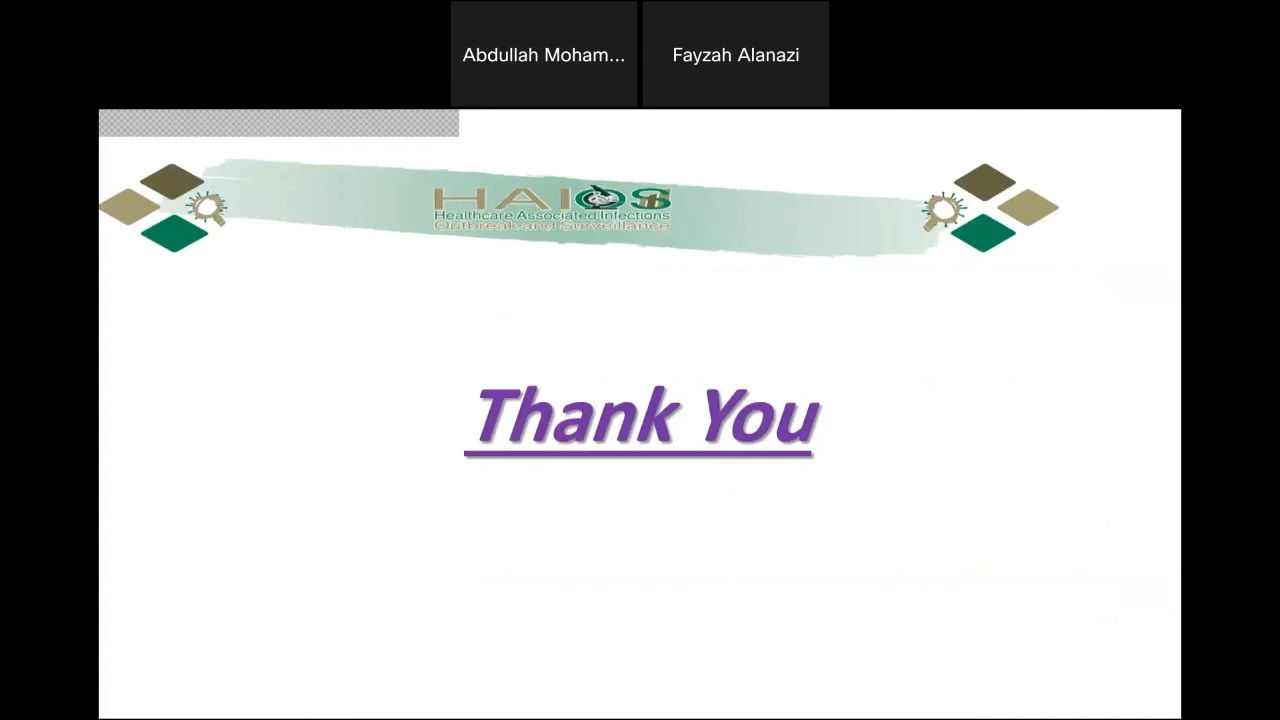 Abdullah Moham...
Fayzah Alanazi
HAIOS
Healthcare Associated Infections
Outbreak and Surveillance
Thank You